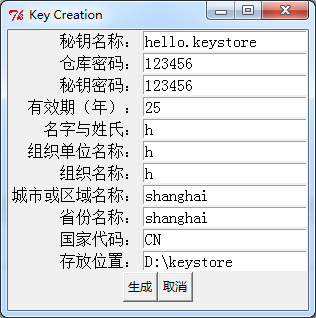 Key Creation
秘钥名称： hello.keystore
仓库密码： 123456
秘钥密码： 123456
有效期（年）： 25
名字与姓氏： h
组织单位名称： h
组织名称： h
城市或区域名称： shanghai
省份名称： shanghai
国家代码： CN
存放位置： D:\keystore
生成 取消